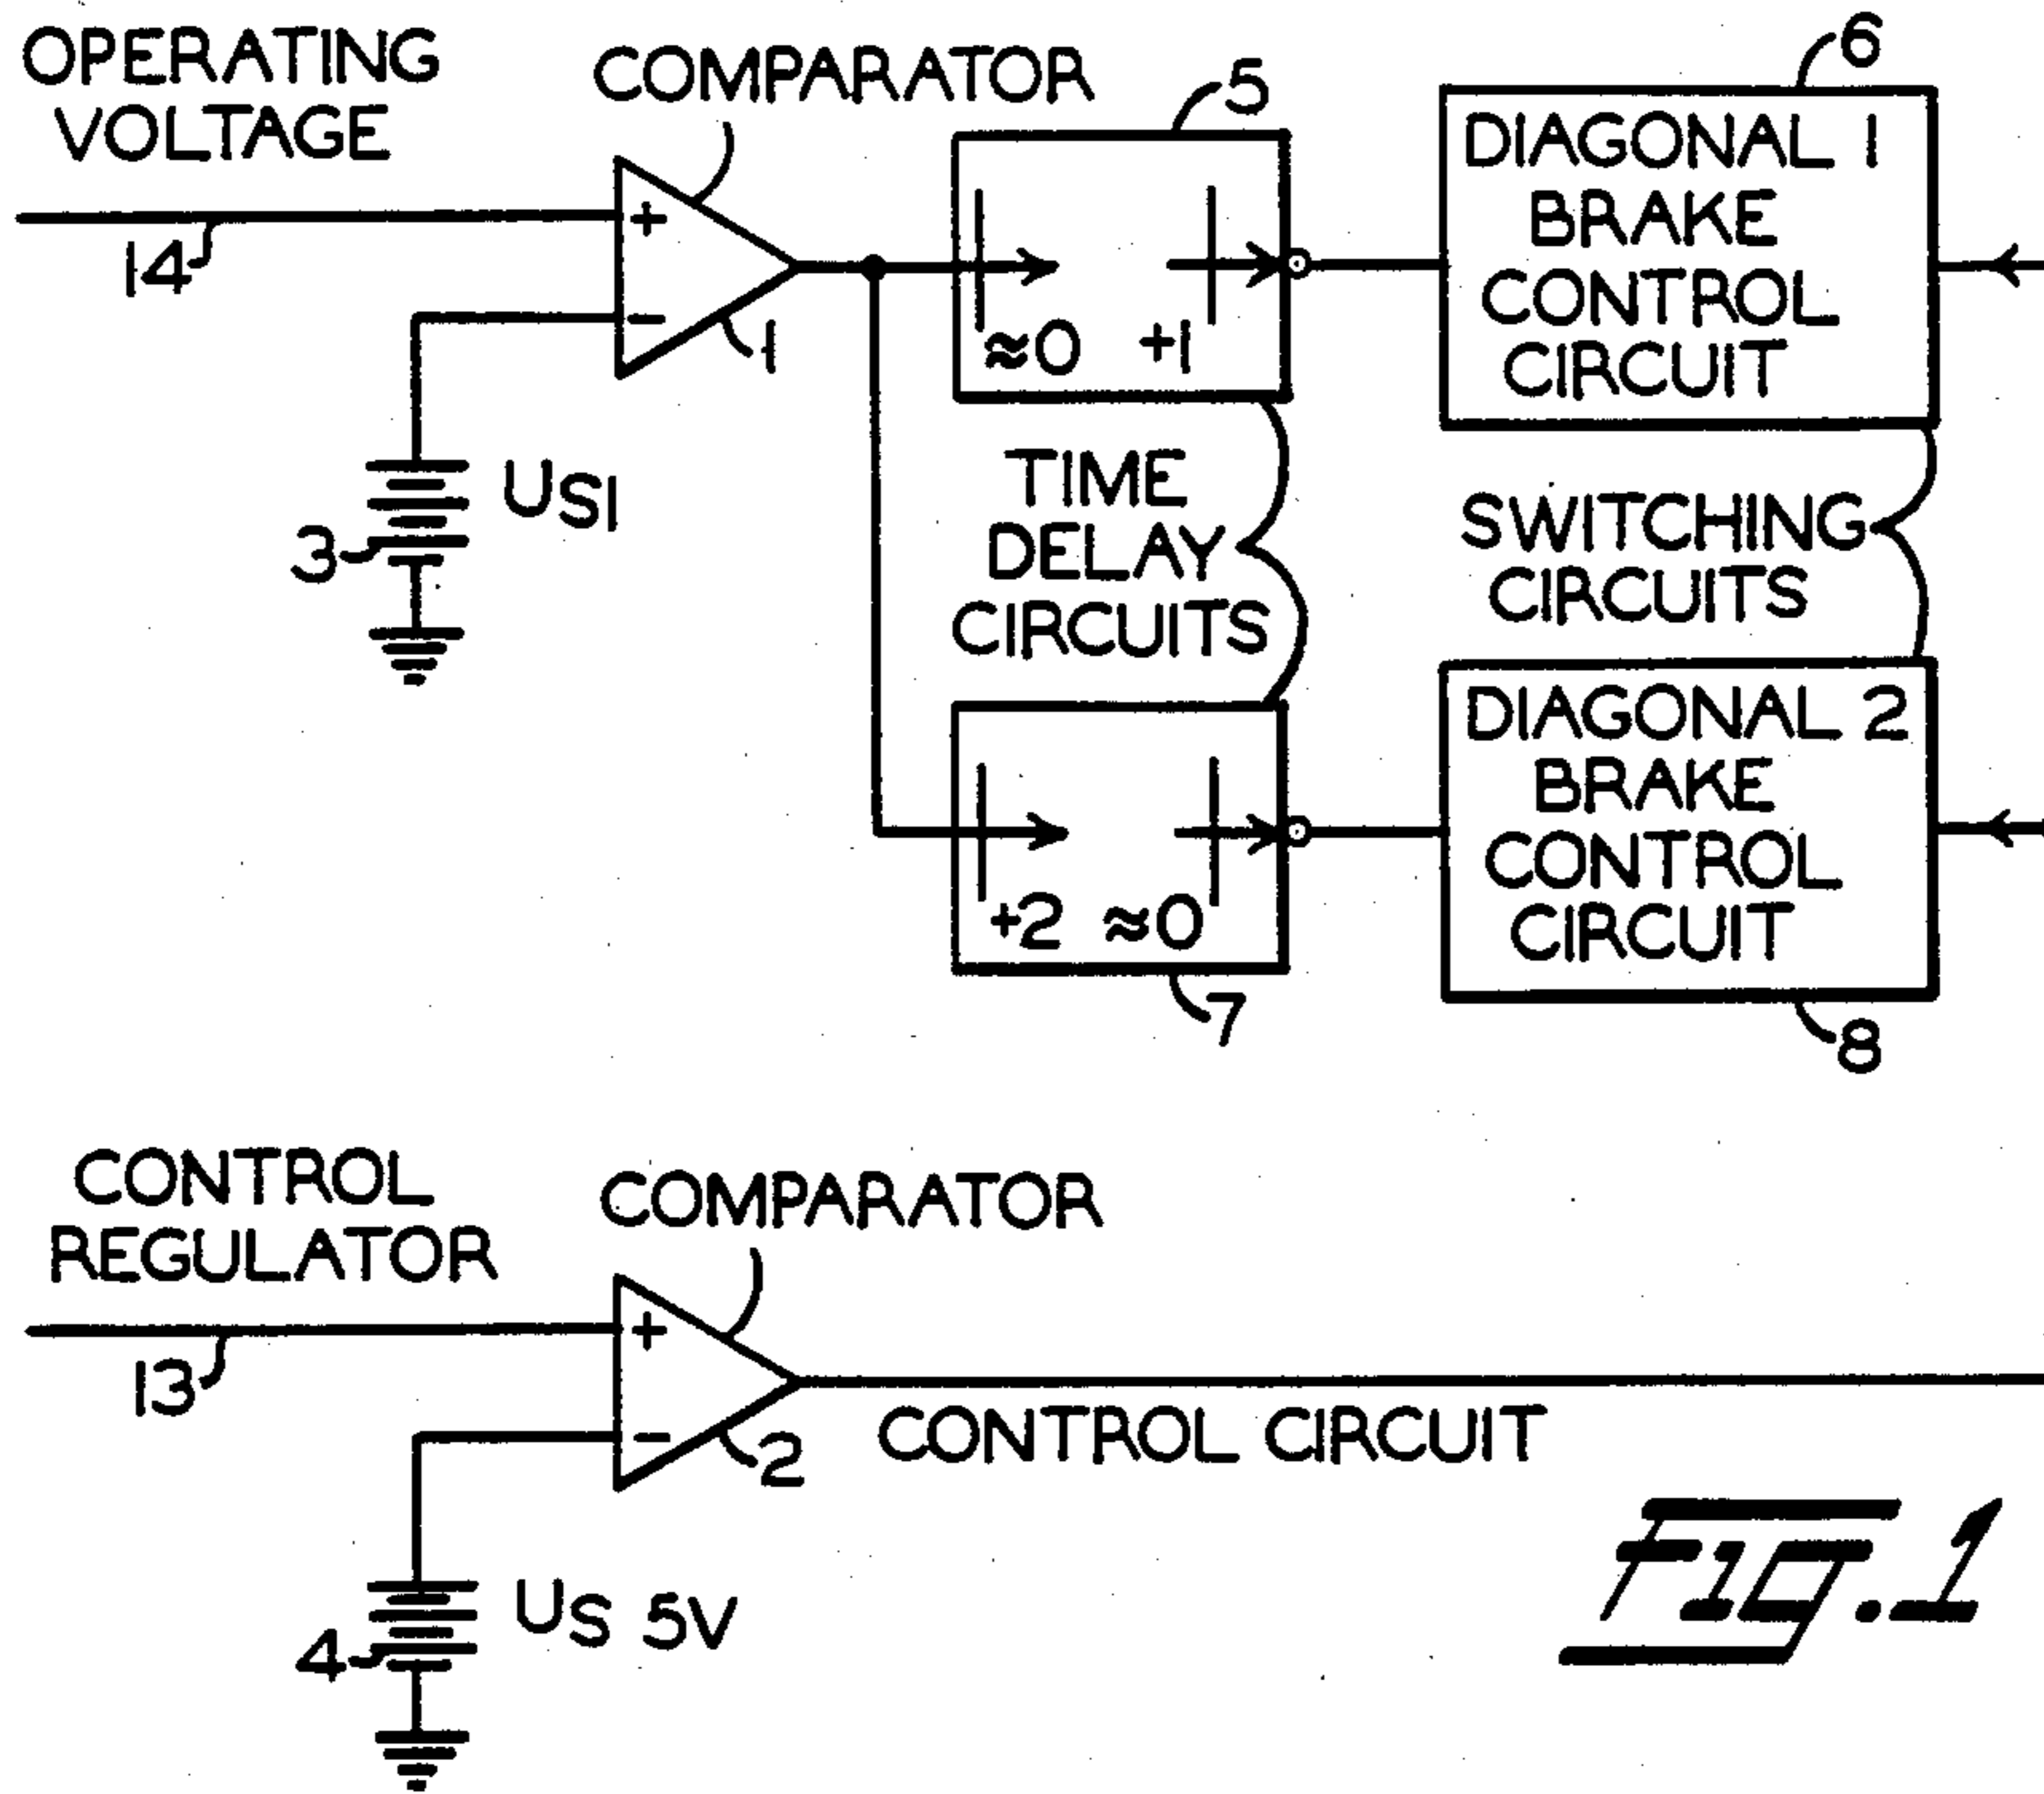 OPERATING
VOLTAGE
14
COMPARATOR
+
-
1
3
US1
5
≈0 +1
TIME
DELAY
CIRCUITS
+2 ≈0
7
6
DIAGONAL 1
BRAKE
CONTROL
CIRCUIT
SWITCHING
CIRCUITS
DIAGONAL 2
BRAKE
CONTROL
CIRCUIT
8
CONTROL
REGULATOR
13
COMPARATOR
+
-
2
CONTROL CIRCUIT
4
US 5V
Fig.1